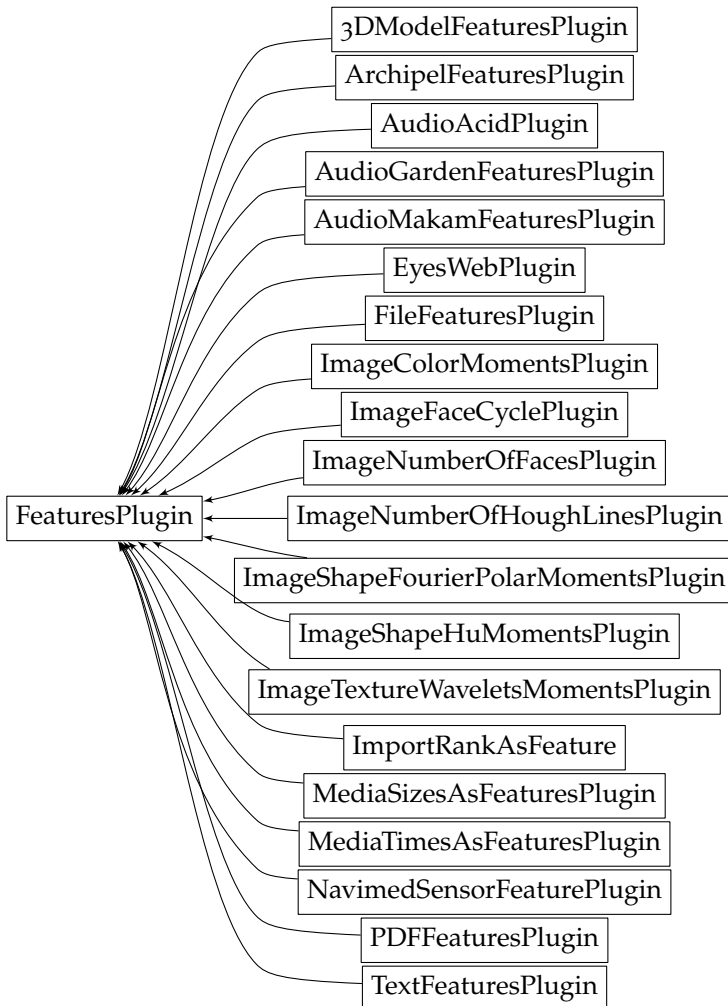 3DModelFeaturesPlugin
ArchipelFeaturesPlugin
AudioAcidPlugin
AudioGardenFeaturesPlugin
AudioMakamFeaturesPlugin
EyesWebPlugin
FileFeaturesPlugin
ImageColorMomentsPlugin
ImageFaceCyclePlugin
ImageNumberOfFacesPlugin
FeaturesPlugin
ImageNumberOfHoughLinesPlugin
ImageShapeFourierPolarMomentsPlugin
ImageShapeHuMomentsPlugin
ImageTextureWaveletsMomentsPlugin
ImportRankAsFeature
MediaSizesAsFeaturesPlugin
MediaTimesAsFeaturesPlugin
NavimedSensorFeaturePlugin
PDFFeaturesPlugin
TextFeaturesPlugin